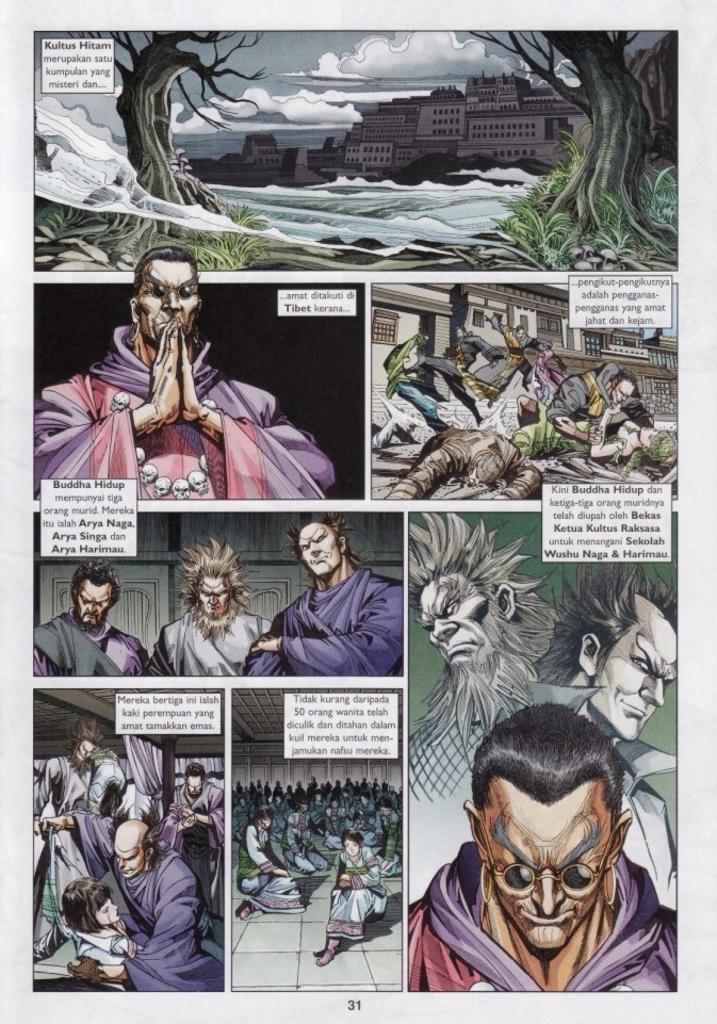 Kultus Hitam
merupakan satu
kumpulan yang
misteri dan....
...amat ditakuti di
Tibet kerana...
...pengikut-pengikutnya
adalah pengganas-
pengganas yang amat
jahat dan kejam.
Buddha Hidup
mempunyai tiga
orang murid. Mereka
itu ialah Arya Naga,
Arya Singa dan
Arya Harimau.
Kini Buddha Hidup dan
ketiga-tiga orang muridnya
telah diupah oleh Bekas
Ketua Kultus Raksasa
untuk menangani Sekolah
Wushu Naga & Harimau.
Mereka bertiga ini ialah
kaki perempuan yang
amat tamakkan emas.
Tidak kurang daripada
50 orang wanita telah
diculik dan ditahan dalam
kuil mereka untuk men-
jamukan nafsu mereka.
31